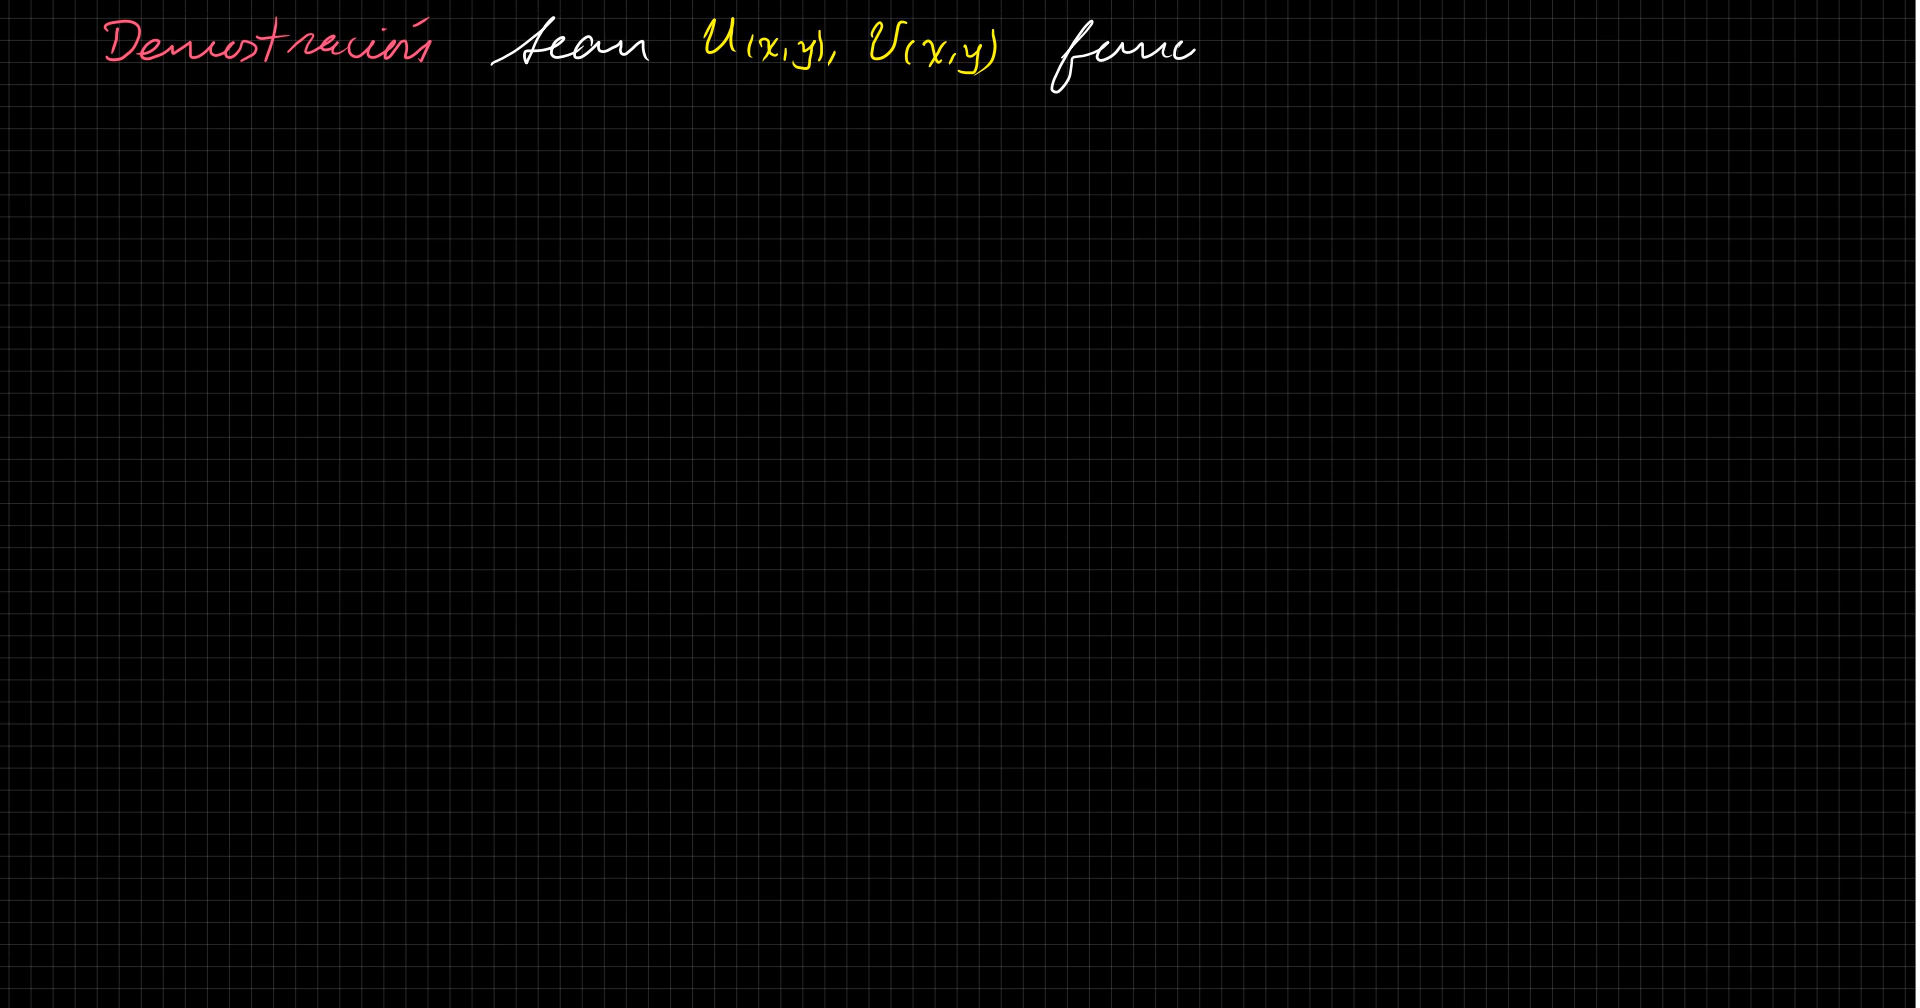 Demostración sean U(x,y), V(x,y) func